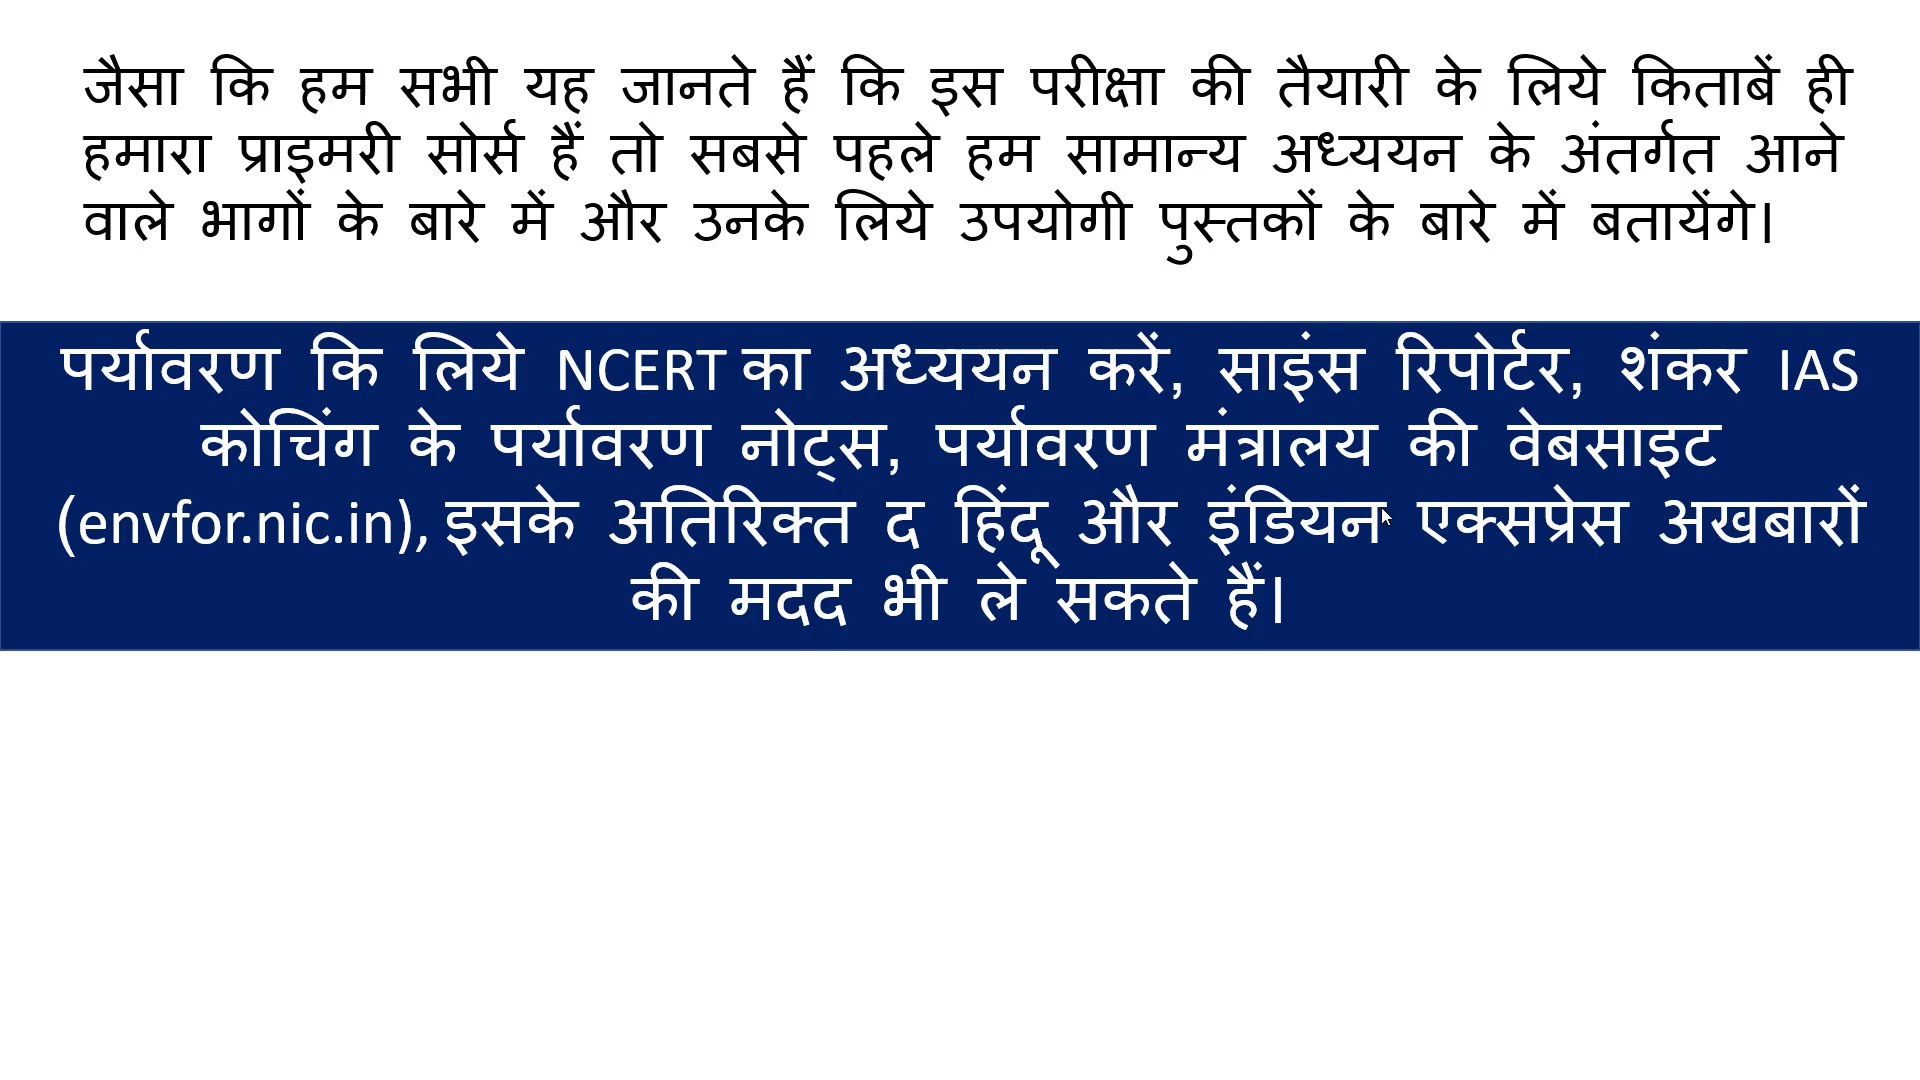 जैसा कि हम सभी यह जानते हैं कि इस परीक्षा की तैयारी के लिये किताबें ही
हमारा प्राइमरी सोर्स हैं तो सबसे पहले हम सामान्य अध्ययन के अंतर्गत आने
वाले भागों के बारे में और उनके लिये उपयोगी पुस्तकों के बारे में बतायेंगे।
पर्यावरण कि लिये NCERT का अध्ययन करें, साइंस रिपोर्टर, शंकर IAS
कोचिंग के पर्यावरण नोट्स, पर्यावरण मंत्रालय की वेबसाइट
(envfor.nic.in), इसके अतिरिक्त द हिंदू और इंडियन एक्सप्रेस अखबारों
की मदद भी ले सकते हैं।